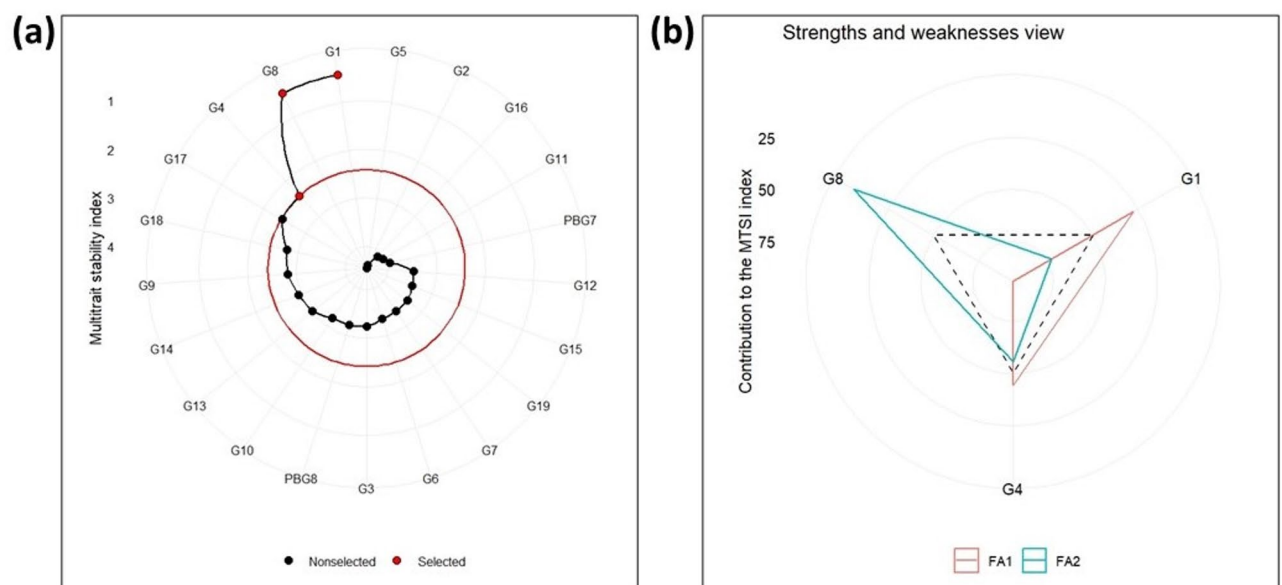 (a)
G1
G5
G8
G2
G4
G16
G17
G11
G18
PBG7
G9
G12
G14
G15
G13
G19
G10
G7
PBG8
G6
G3
1
2
3
4
Multitrait stability index
Nonselected
Selected
(b)
Strengths and weaknesses view
25
50
75
Contribution to the MTSI index
G8
G1
G4
FA1
FA2